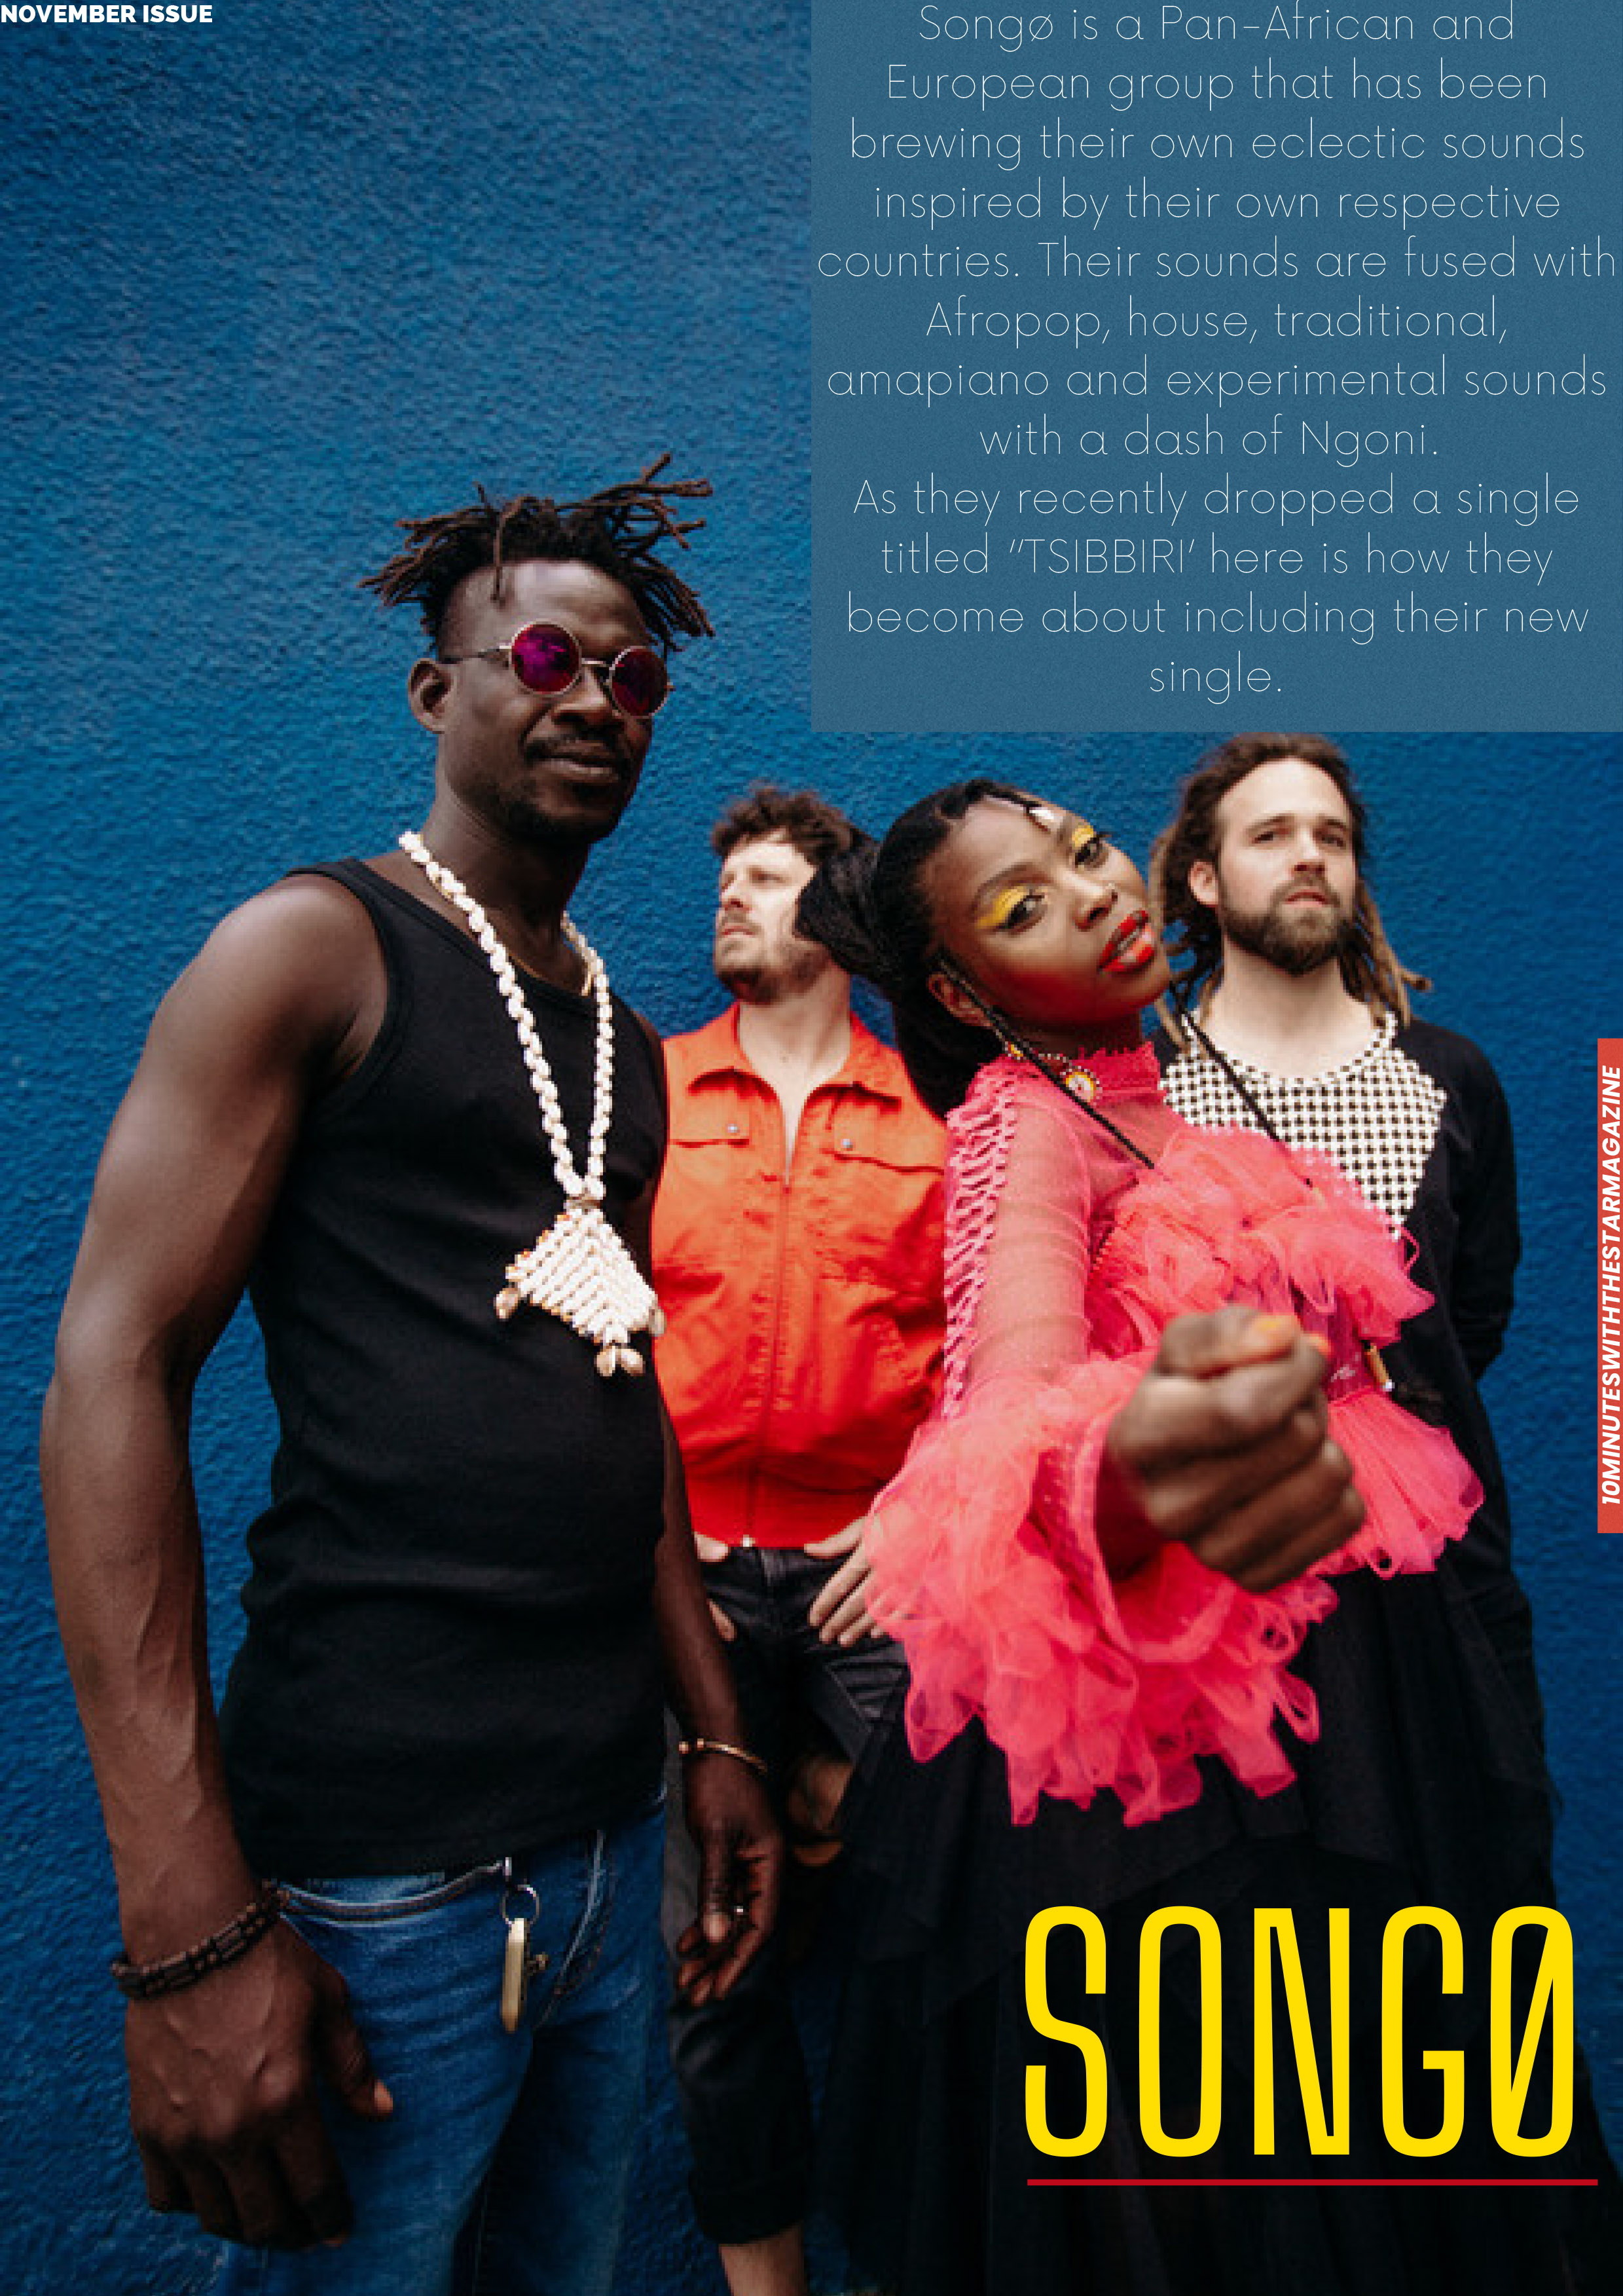 NOVEMBER ISSUE
Songø is a Pan-African and
European group that has been
brewing their own eclectic sounds
inspired by their own respective
countries. Their sounds are fused with
Afropop, house, traditional,
amapiano and experimental sounds
with a dash of Ngoni.
As they recently dropped a single
titled "TSIBBIRI' here is how they
become about including their new
single.
10MINUTESWITHTHESTARMAGAZINE
SONGØ